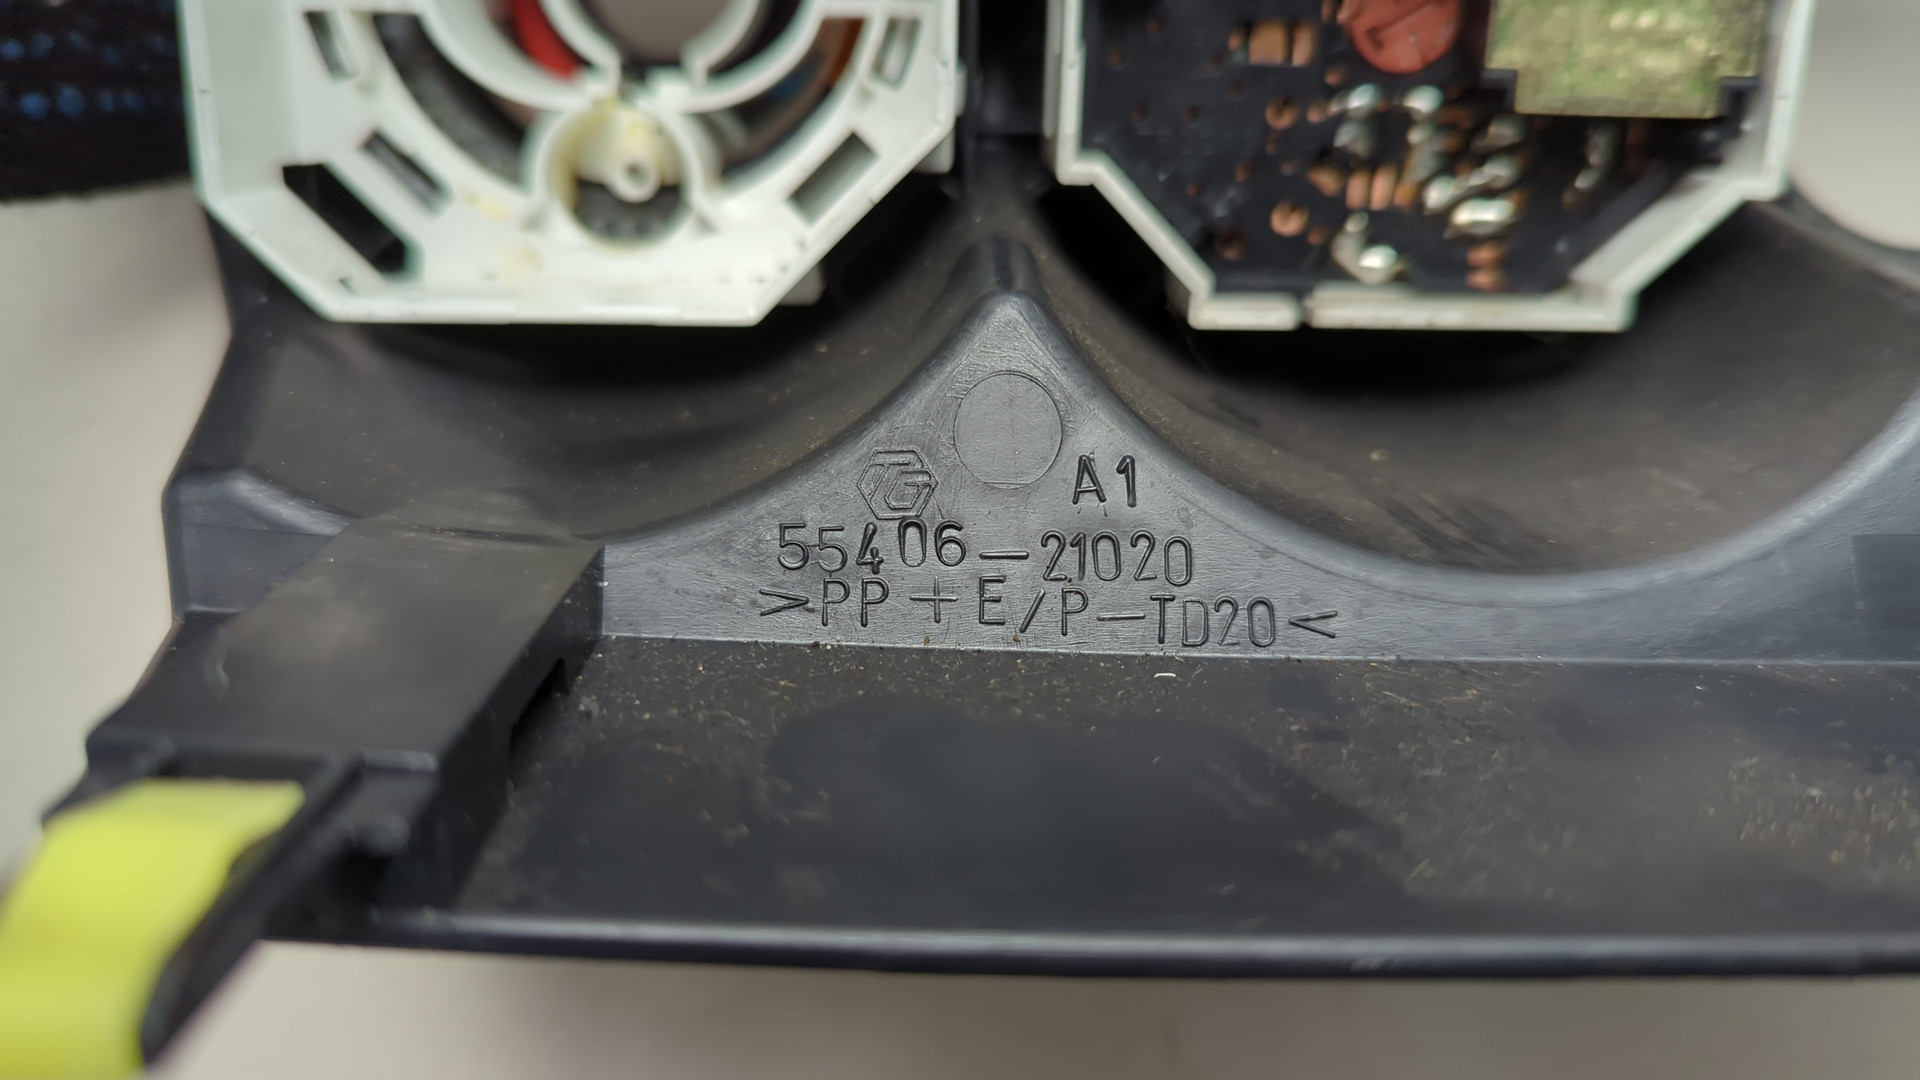 TG
A1
55406-21020
>PP+E/P-TD20<